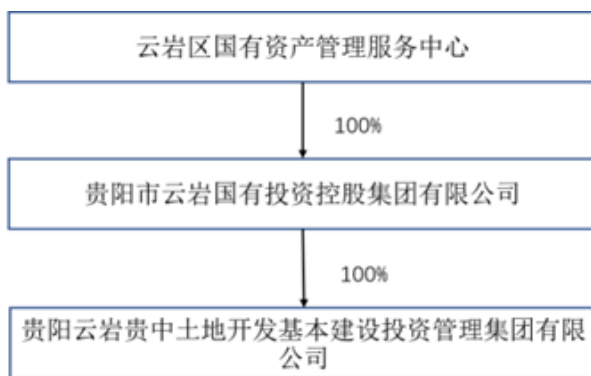 云岩区国有资产管理服务中心
100%
贵阳市云岩国有投资控股集团有限公司
100%
贵阳云岩贵中土地开发基本建设投资管理集团有限
公司